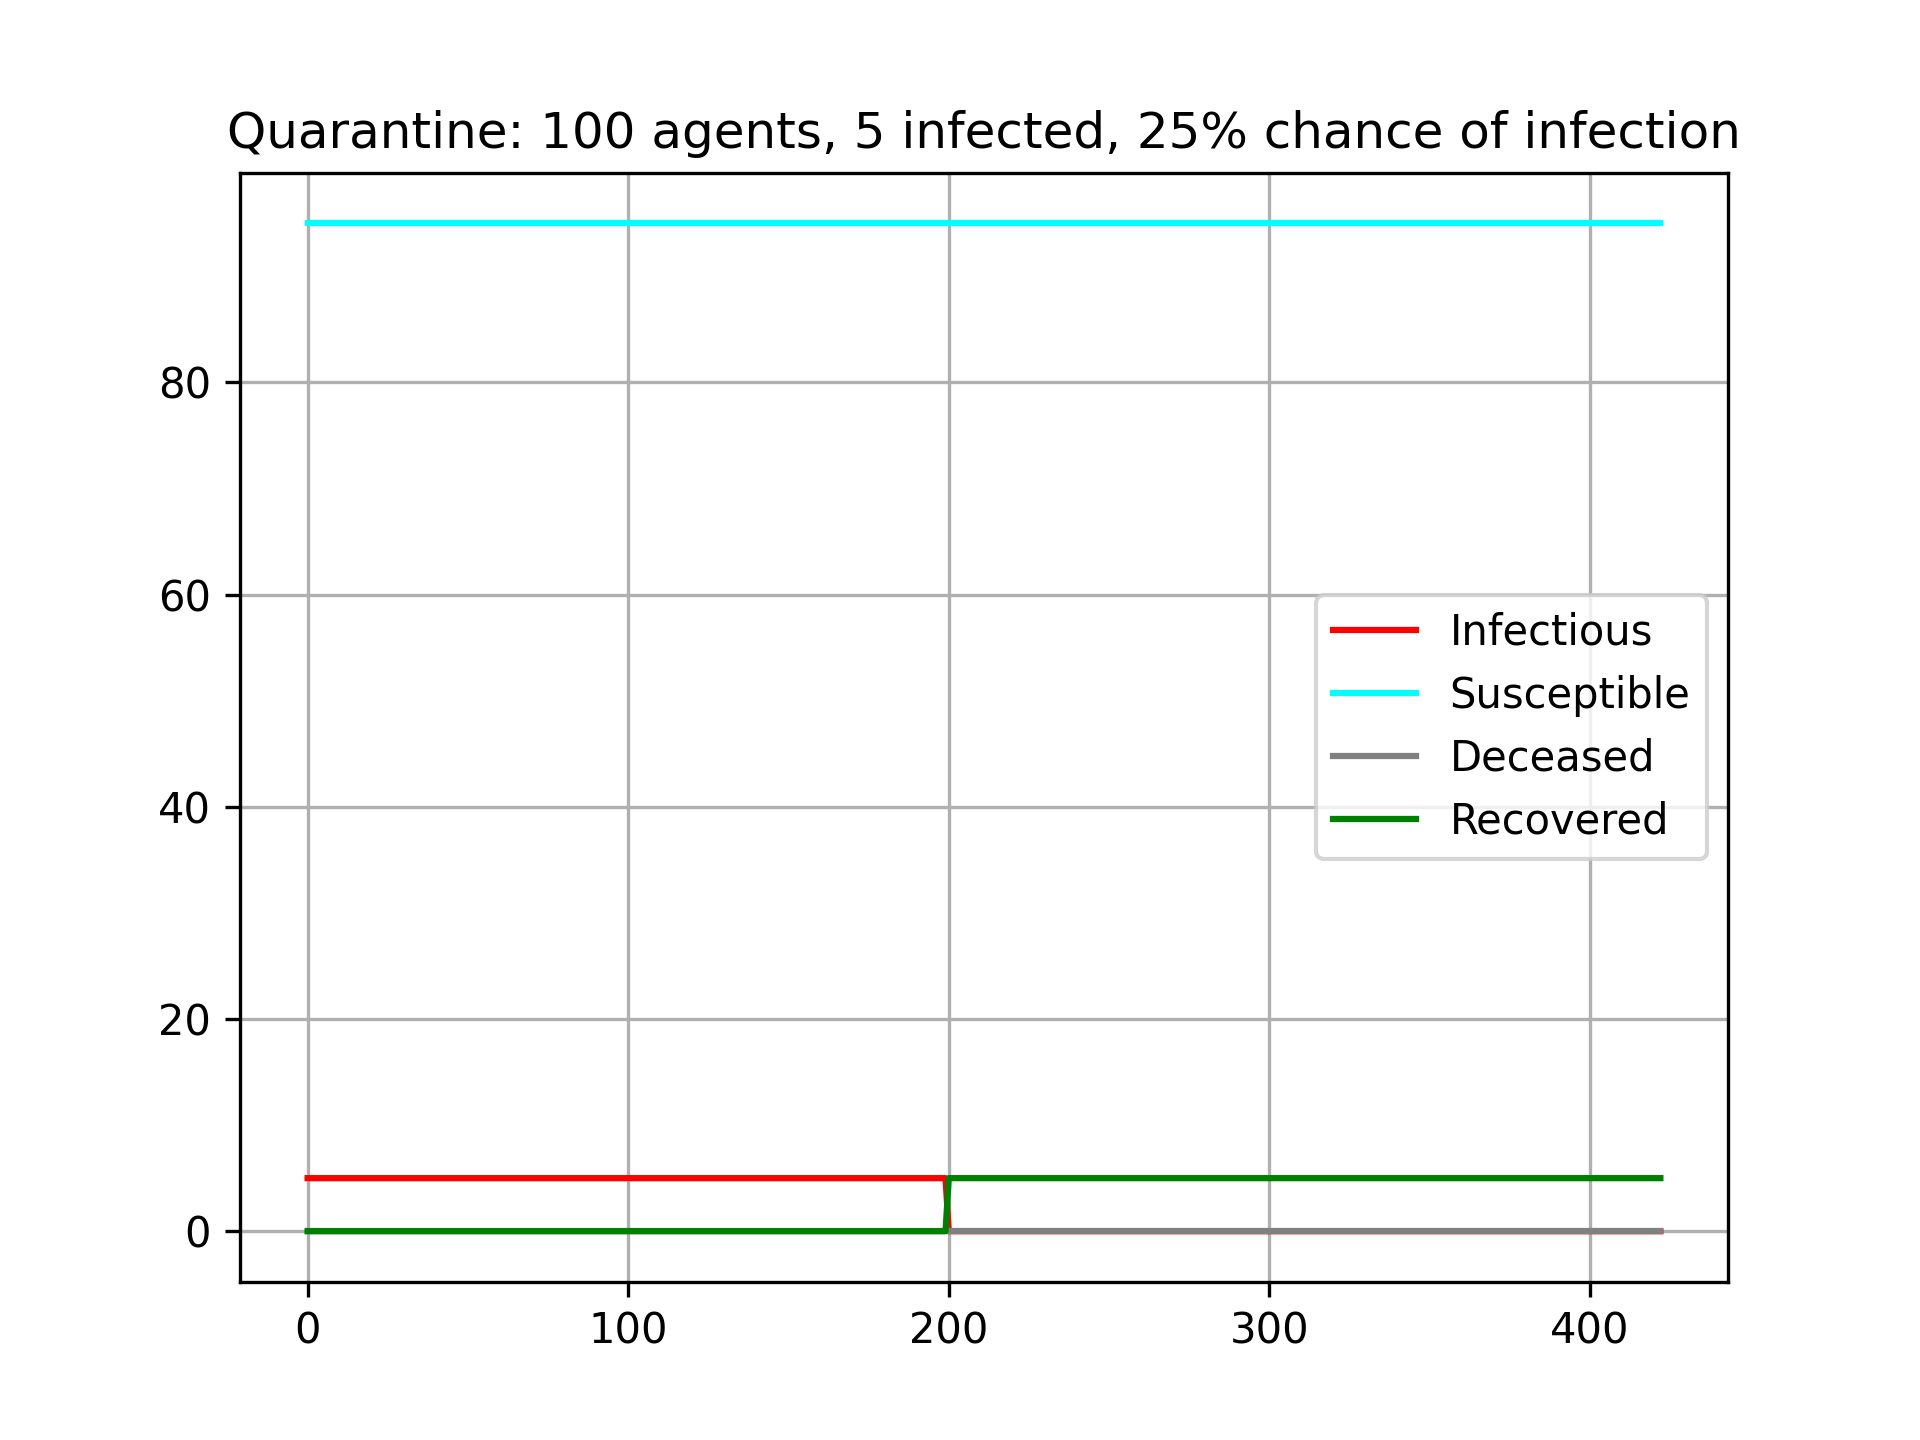 Quarantine: 100 agents, 5 infected, 25% chance of infection
80
60
40
20
0
Infectious
Susceptible
Deceased
Recovered
0 100 200 300 400